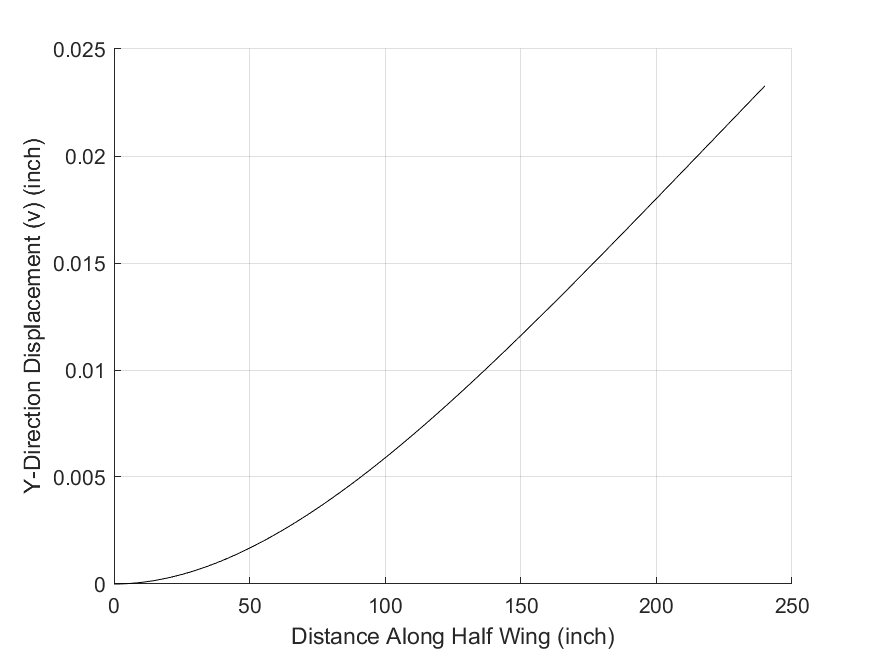 0.025
0.02
0.015
0.01
0.005
0
Y-Direction Displacement (v) (inch)
0 50 100 150 200 250
Distance Along Half Wing (inch)